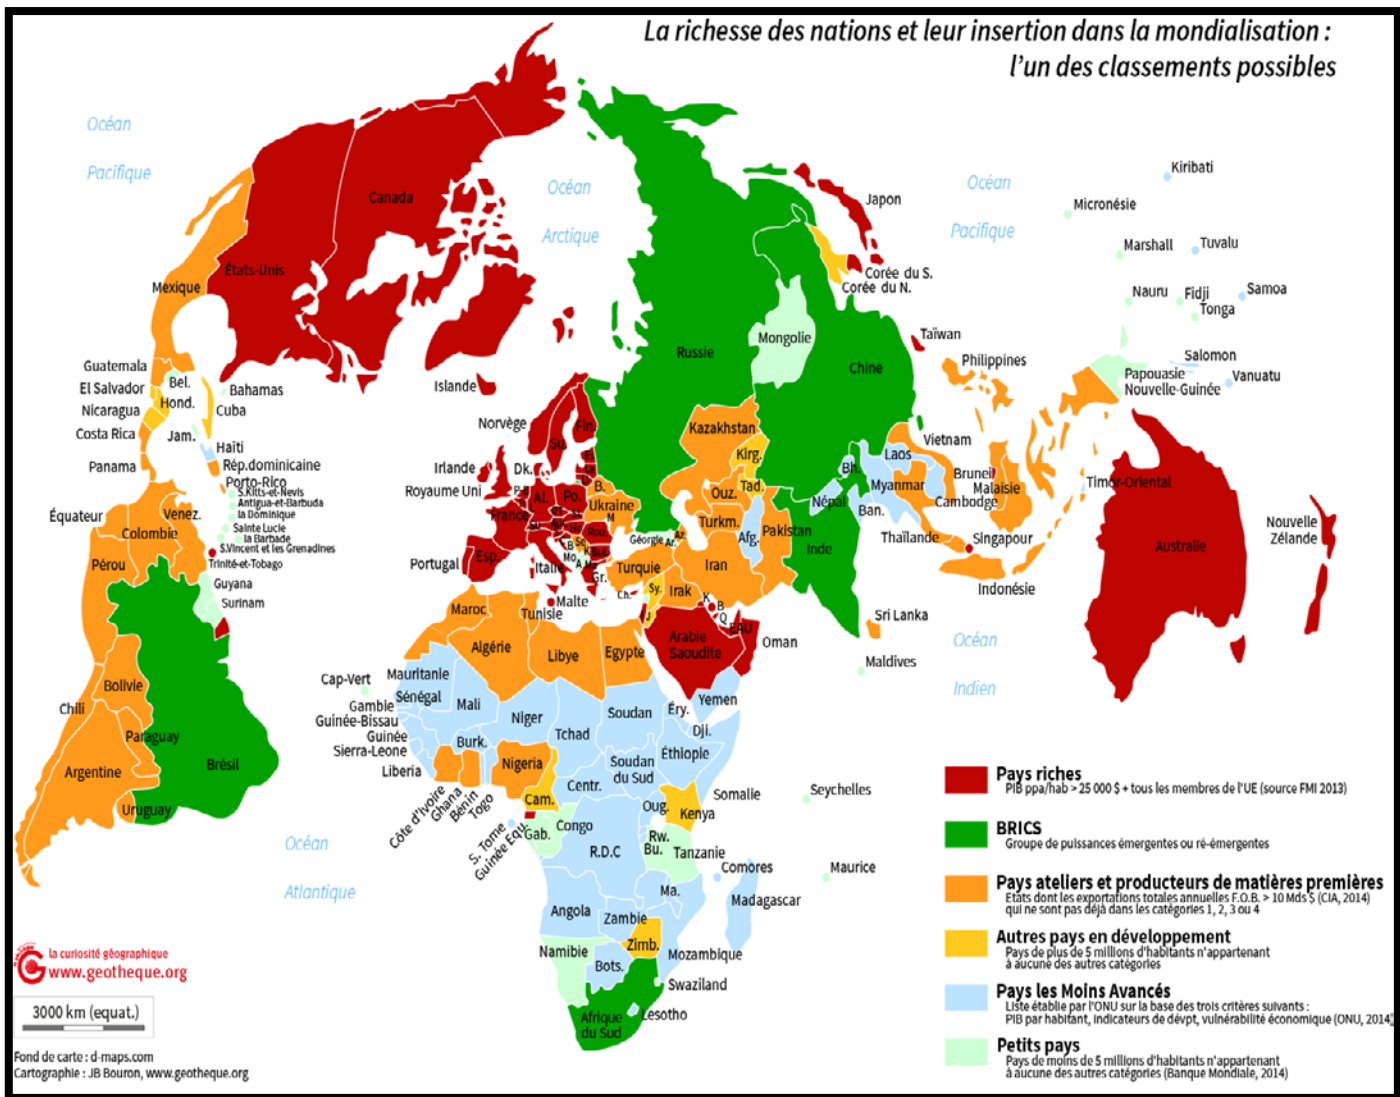 La richesse des nations et leur insertion dans la mondialisation :
l'un des classements possibles
Océan
Pacifique
Océan
Arctique
Océan
Pacifique
Kiribati
Micronésie
Marshall
Tuvalu
Nauru
Fidji
Samoa
Tonga
Salomon
Papouasie
Nouvelle-Guinée
Vanuatu
Canada
États-Unis
Mexique
Japon
Corée du S.
Corée du N.
Mongolie
Russie
Chine
Taïwan
Philippines
Guatemala
El Salvador
Nicaragua
Costa Rica
Panama
Bel.
Hond.
Bahamas
Cuba
Jam.
Haïti
Rép.dominicaine
Porto-Rico
S.Kitts-et-Nevis
Antigua-et-Barbuda
la Dominique
Sainte Lucie
la Barbade
S.Vincent et les Grenadines
Trinité-et-Tobago
Guyana
Surinam
Équateur
Colombie
Venez.
Pérou
Bolivie
Chili
Paraguay
Argentine
Uruguay
Brésil
Islande
Norvège
Su.
Fin.
Irlande
Royaume Uni
Dk.
Es.
Le.
Al.
Po.
B.
Ukraine
M
France
Rou.
Bul.
Se
B
Mo.
K
A.
Ma
Portugal
Esp.
Italie
Gr.
Malte
Géorgie
Ar.
Az.
Turquie
Ch.
Sy.
J
Irak
Iran
K
B
Q
EAU
Oman
Arabie
Saoudite
Yemen
Kazakhstan
Kirg.
Tad.
Ouz.
Turkm.
Afg.
Pakistan
Inde
Népal
Bh.
Ban.
Myanmar
Laos
Vietnam
Cambodge
Thaïlande
Brunei
Malaisie
Singapour
Indonésie
Timor-Oriental
Sri Lanka
Maldives
Océan
Indien
Australie
Nouvelle
Zélande
Maroc
Algérie
Tunisie
Libye
Egypte
Cap-Vert
Mauritanie
Sénégal
Gambie
Guinée-Bissau
Guinée
Sierra-Leone
Liberia
Mali
Burk.
Niger
Tchad
Soudan
Éry.
Dji.
Éthiopie
Soudan
du Sud
Côte d'Ivoire
Ghana
Bénin
Togo
Nigeria
Cam.
Centr.
S. Tome
Guinée Equ.
Gab.
Congo
R.D.C
Oug.
Kenya
Somalie
Rw.
Bu.
Tanzanie
Seychelles
Comores
Maurice
Madagascar
Angola
Zambie
Ma.
Mozambique
Zimb.
Namibie
Bots.
Swaziland
Lesotho
Afrique
du Sud
Océan
Atlantique
Pays riches
PIB ppa/hab > 25 000 $ + tous les membres de l'UE (source FMI 2013)
BRICS
Groupe de puissances émergentes ou ré-émergentes
Pays ateliers et producteurs de matières premières
Etats dont les exportations totales annuelles F.O.B. > 10 Mds $ (CIA, 2014)
qui ne sont pas déjà dans les catégories 1, 2, 3 ou 4
Autres pays en développement
Pays de plus de 5 millions d'habitants n'appartenant
à aucune des autres catégories
Pays les Moins Avancés
Liste établie par l'ONU sur la base des trois critères suivants :
PIB par habitant, indicateurs de dévpt, vulnérabilité économique (ONU, 2014)
Petits pays
Pays de moins de 5 millions d'habitants n'appartenant
à aucune des autres catégories (Banque Mondiale, 2014)
la curiosité géographique
www.geotheque.org
3000 km (equat.)
Fond de carte : d-maps.com
Cartographie : JB Bouron, www.geotheque.org